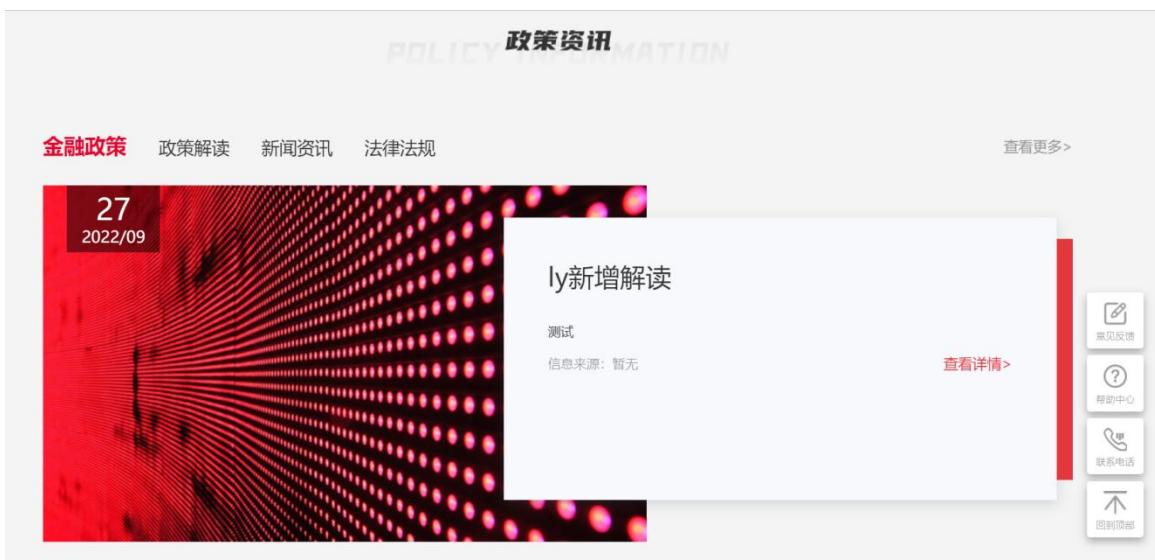 POLICY INFORMATION
政策资讯
金融政策 政策解读 新闻资讯 法律法规 查看更多>
27
2022/09
ly新增解读
测试
信息来源：暂无 查看详情>
意见反馈
帮助中心
联系电话
回到顶部